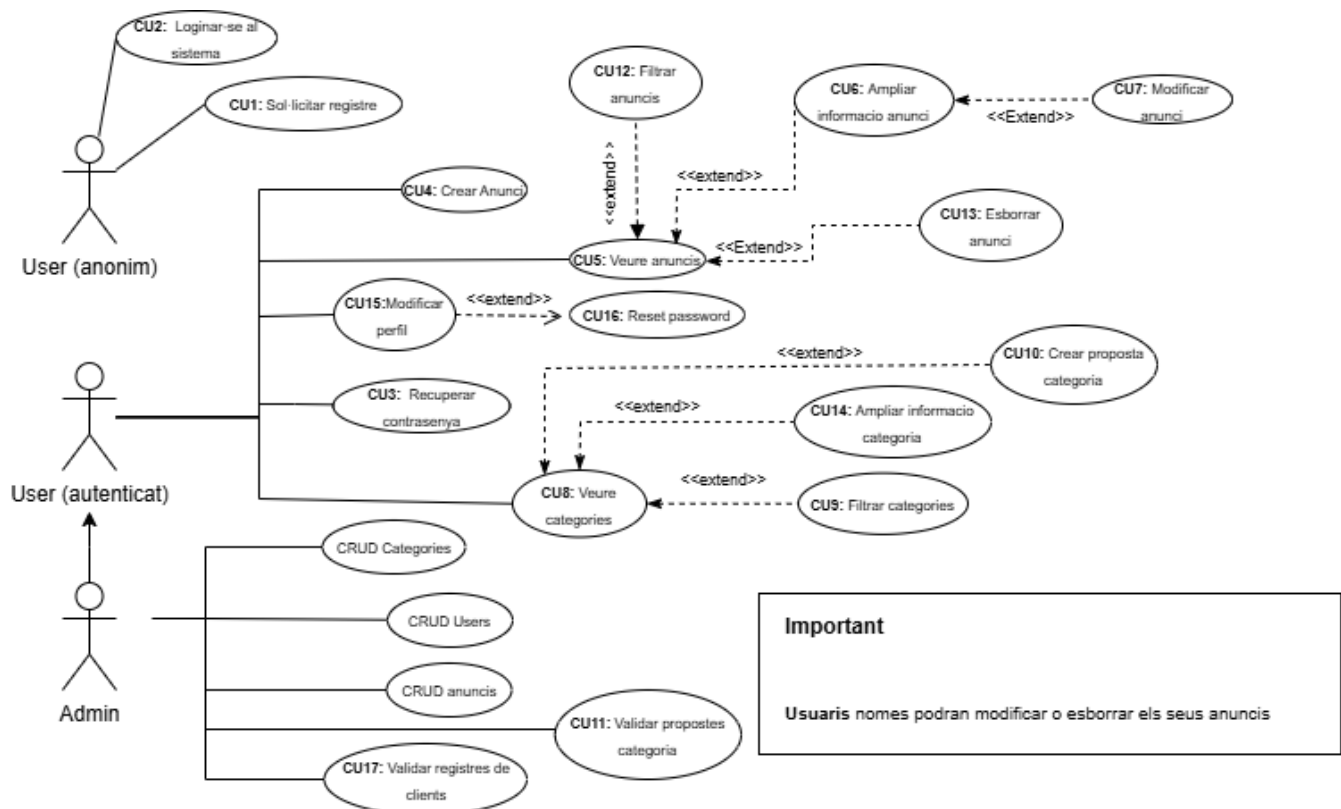 CU2: Loginar-se al
sistema
CU1: Sol·licitar registre
CU12: Filtrar
anuncis
CU6: Ampliar
informacio anunci
CU7: Modificar
anunci
<<Extend>>
<<extend>>
<<extend>>
CU4: Crear Anunci
CU13: Esborrar
anunci
<<Extend>>
User (anonim)
CU5: Veure anuncis
CU15:Modificar
perfil
<<extend>>
CU16: Reset password
CU10: Crear proposta
categoria
<<extend>>
CU3: Recuperar
contrasenya
<<extend>>
CU14: Ampliar informacio
categoria
User (autenticat)
CU8: Veure
categories
<<extend>>
CU9: Filtrar categories
CRUD Categories
CRUD Users
CRUD anuncis
Admin
CU11: Validar propostes
categoria
CU17: Validar registres de
clients
Important
Usuaris nomes podran modificar o esborrar els seus anuncis